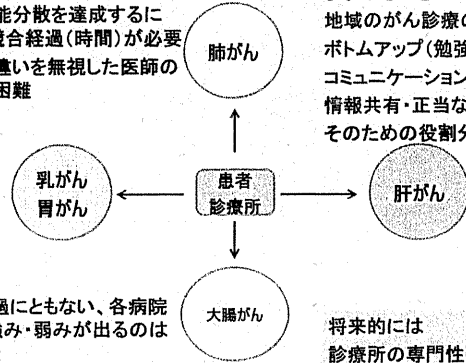 能分散を達成するに
競合経過(時間)が必要
違いを無視した医師の
困難
地域のがん診療の
ボトムアップ(勉強
コミュニケーション
情報共有・正当な
そのための役割分
肺がん
乳がん
胃がん
患者
診療所
肝がん
大腸がん
過にともない、各病院
強み・弱みが出るのは
将来的には
診療所の専門性